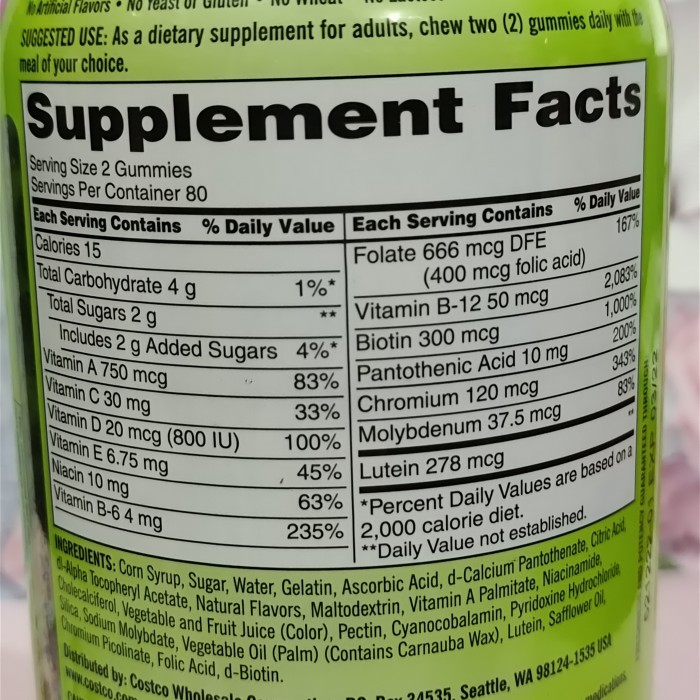 No Artificial Flavors • No Yeast or Gluten • No Wheat
SUGGESTED USE: As a dietary supplement for adults, chew two (2) gummies daily with the
meal of your choice.
Supplement Facts
Serving Size 2 Gummies
Servings Per Container 80
Each Serving Contains % Daily Value
Calories 15
Total Carbohydrate 4 g 1%*
Total Sugars 2 g **
Includes 2 g Added Sugars 4%*
Vitamin A 750 mcg 83%
Vitamin C 30 mg 33%
Vitamin D 20 mcg (800 IU) 100%
Vitamin E 6.75 mg 45%
Niacin 10 mg 63%
Vitamin B-6 4 mg 235%
Each Serving Contains % Daily Value
Folate 666 mcg DFE 167%
(400 mcg folic acid)
Vitamin B-12 50 mcg 2,083%
Biotin 300 mcg 1,000%
Pantothenic Acid 10 mg 200%
Chromium 120 mcg 343%
Molybdenum 37.5 mcg 83%
Lutein 278 mcg **
*Percent Daily Values are based on a
2,000 calorie diet.
**Daily Value not established.
INGREDIENTS: Corn Syrup, Sugar, Water, Gelatin, Ascorbic Acid, d-Calcium Pantothenate, Citric Acid,
dl-Alpha Tocopheryl Acetate, Natural Flavors, Maltodextrin, Vitamin A Palmitate, Niacinamide,
Cholecalciferol, Vegetable and Fruit Juice (Color), Pectin, Cyanocobalamin, Pyridoxine Hydrochloride,
Silica, Sodium Molybdate, Vegetable Oil (Palm) (Contains Carnauba Wax), Lutein, Safflower Oil,
Chromium Picolinate, Folic Acid, d-Biotin.
Distributed by: Costco Wholesale 34535, Seattle, WA 98124-1535 USA
www.costco.com
POTENCY GUARANTEED THROUGH
EXP 03/22